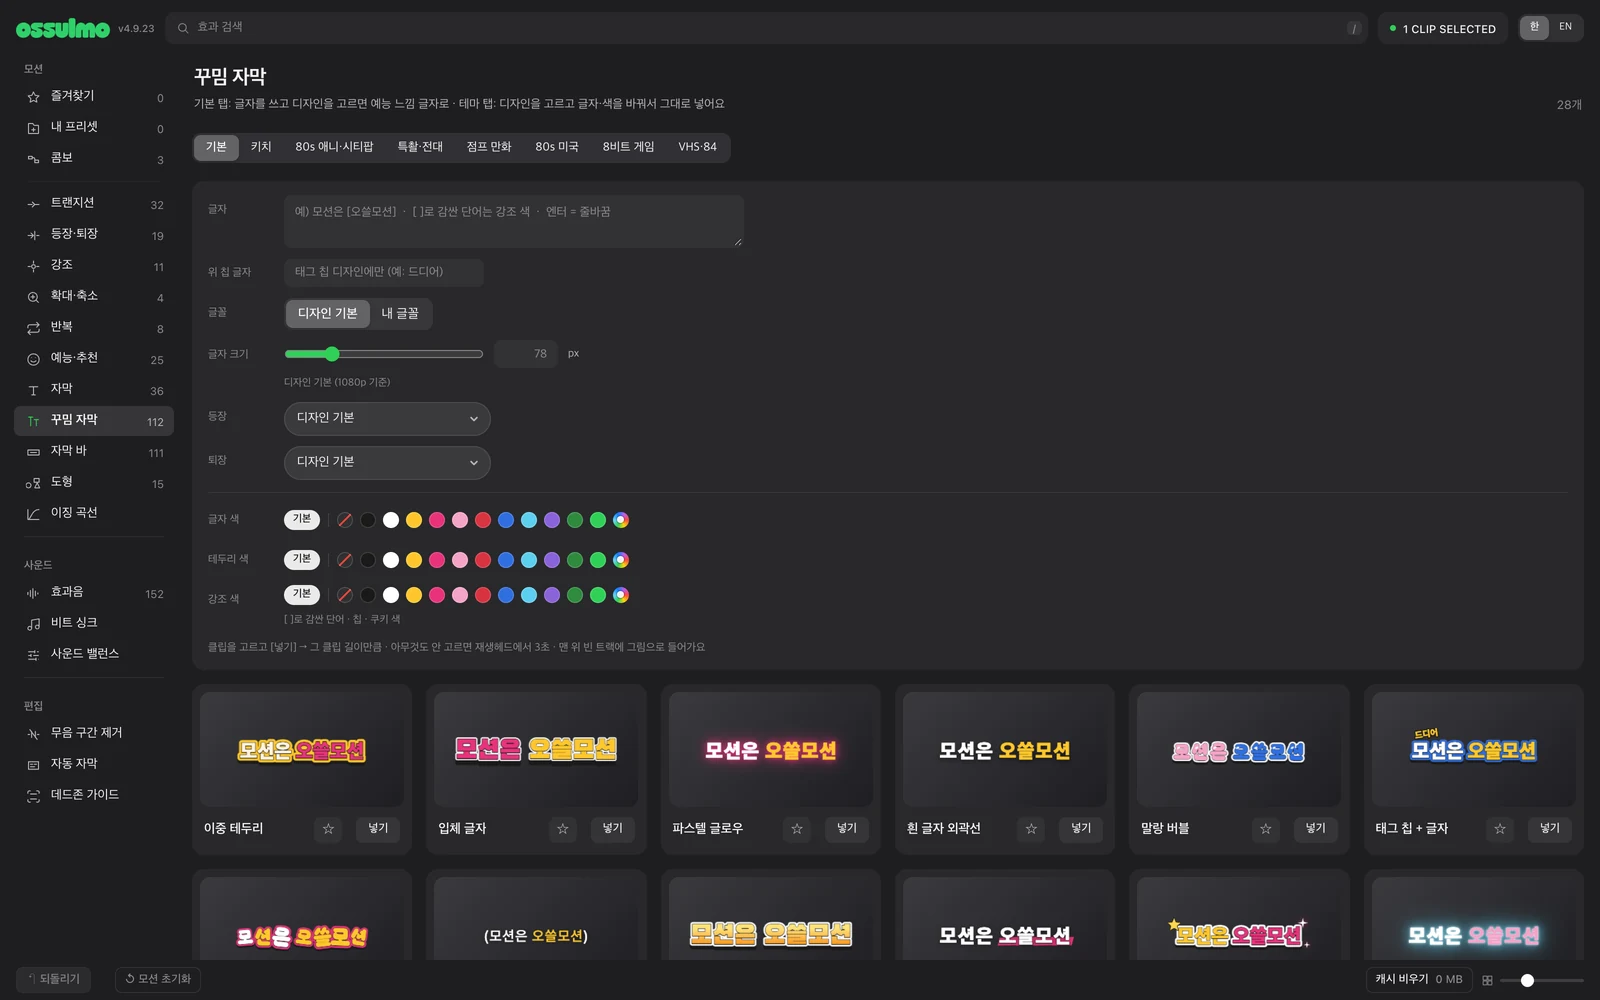 ossulmo v4.9.23
효과 검색
/
1 CLIP SELECTED
한 EN
모션
즐겨찾기 0
내 프리셋 0
콤보 3
트랜지션 32
등장·퇴장 19
강조 11
확대·축소 4
반복 8
예능·추천 25
자막 36
꾸밈 자막 112
자막 바 111
도형 15
이징 곡선
사운드
효과음 152
비트 싱크
사운드 밸런스
편집
무음 구간 제거
자동 자막
데드존 가이드
꾸밈 자막
기본 탭: 글자를 쓰고 디자인을 고르면 예능 느낌 글자로 · 테마 탭: 디자인을 고르고 글자·색을 바꿔서 그대로 넣어요
28개
기본 키치 80s 애니·시티팝 특촬·전대 점프 만화 80s 미국 8비트 게임 VHS·84
글자
예) 모션은 [오쓸모션] · [ ]로 감싼 단어는 강조 색 · 엔터 = 줄바꿈
위 칩 글자
태그 칩 디자인에만 (예: 드디어)
글꼴
디자인 기본 내 글꼴
글자 크기
78 px
디자인 기본 (1080p 기준)
등장
디자인 기본
퇴장
디자인 기본
글자 색 기본
테두리 색 기본
강조 색 기본
[ ]로 감싼 단어 · 칩 · 쿠키 색
클립을 고르고 [넣기] → 그 클립 길이만큼 · 아무것도 안 고르면 재생헤드에서 3초 · 맨 위 빈 트랙에 그림으로 들어가요
모션은 오쓸모션
이중 테두리 넣기
모션은 오쓸모션
입체 글자 넣기
모션은 오쓸모션
파스텔 글로우 넣기
모션은 오쓸모션
흰 글자 외곽선 넣기
모션은 오쓸모션
말랑 버블 넣기
드디어
모션은 오쓸모션
태그 칩 + 글자 넣기
모션은 오쓸모션
(모션은 오쓸모션)
모션은 오쓸모션
모션은 오쓸모션
모션은 오쓸모션
모션은 오쓸모션
되돌리기
모션 초기화
캐시 비우기 0 MB